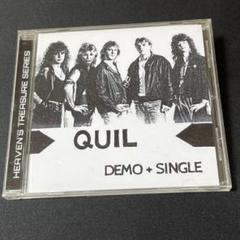 HEAVEN'S TREASURE SERIES
QUIL
DEMO + SINGLE